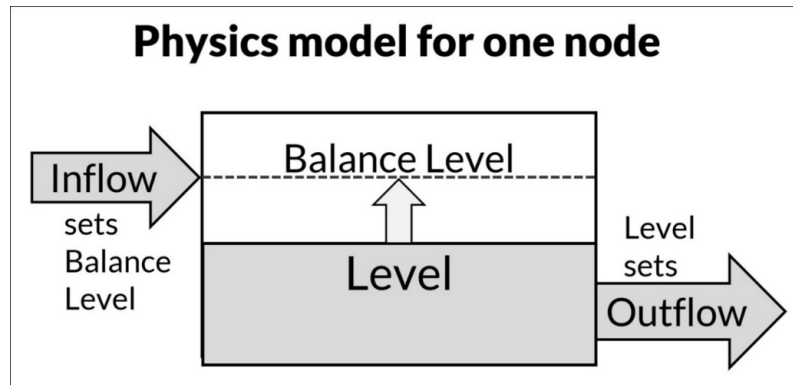 Physics model for one node
Balance Level
Inflow
sets
Balance
Level
Level
Level
sets
Outflow